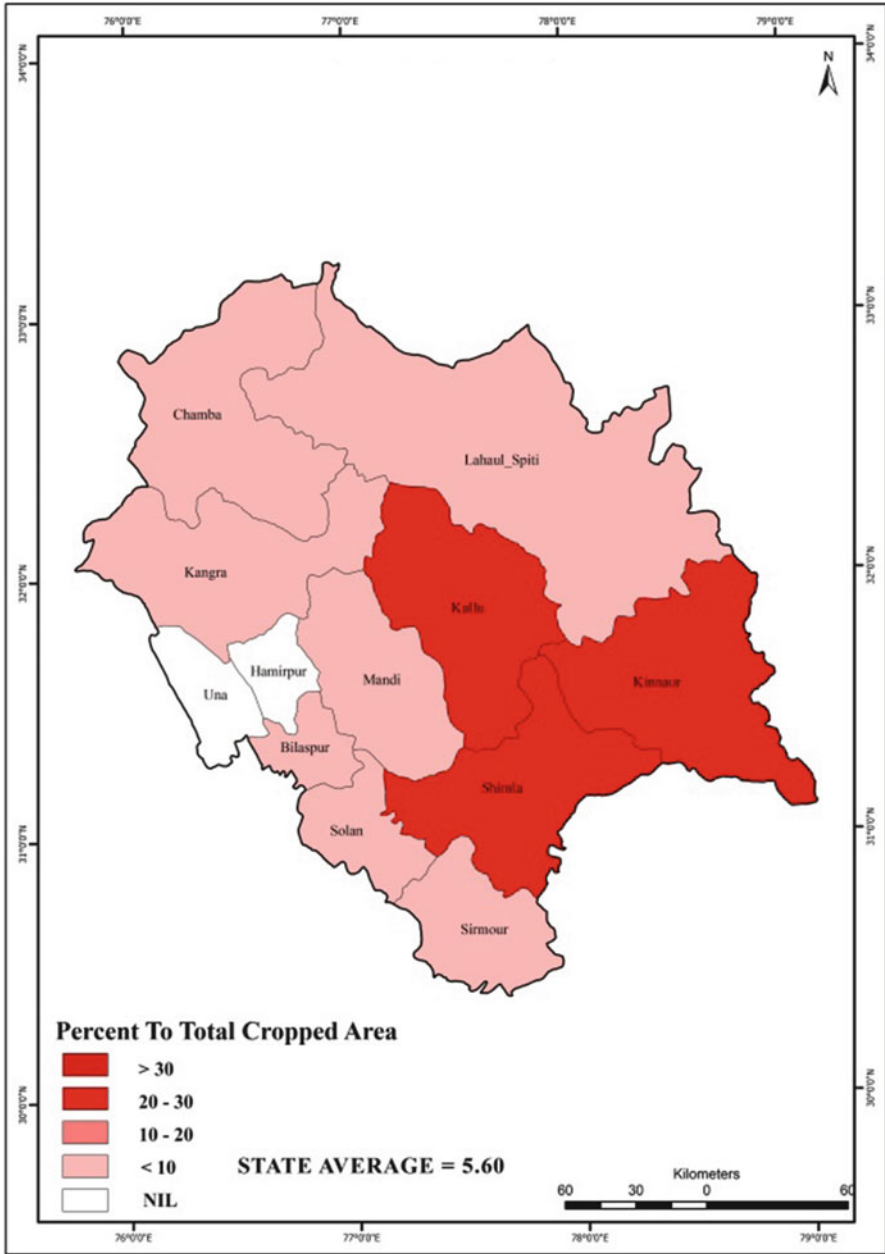 76°0'0"E 77°0'0"E 78°0'0"E 79°0'0"E
34°0'0"N 34°0'0"N
N
33°0'0"N 33°0'0"N
Chamba
Lahaul_Spiti
Kangra
32°0'0"N 32°0'0"N
Kullu
Hamirpur
Mandi
Kinnaur
Una
Bilaspur
Shimla
Solan
31°0'0"N 31°0'0"N
Sirmour
Percent To Total Cropped Area
> 30
20 - 30
10 - 20
< 10
STATE AVERAGE = 5.60
NIL
30°0'0"N 30°0'0"N
Kilometers
60 30 0 60
76°0'0"E 77°0'0"E 78°0'0"E 79°0'0"E